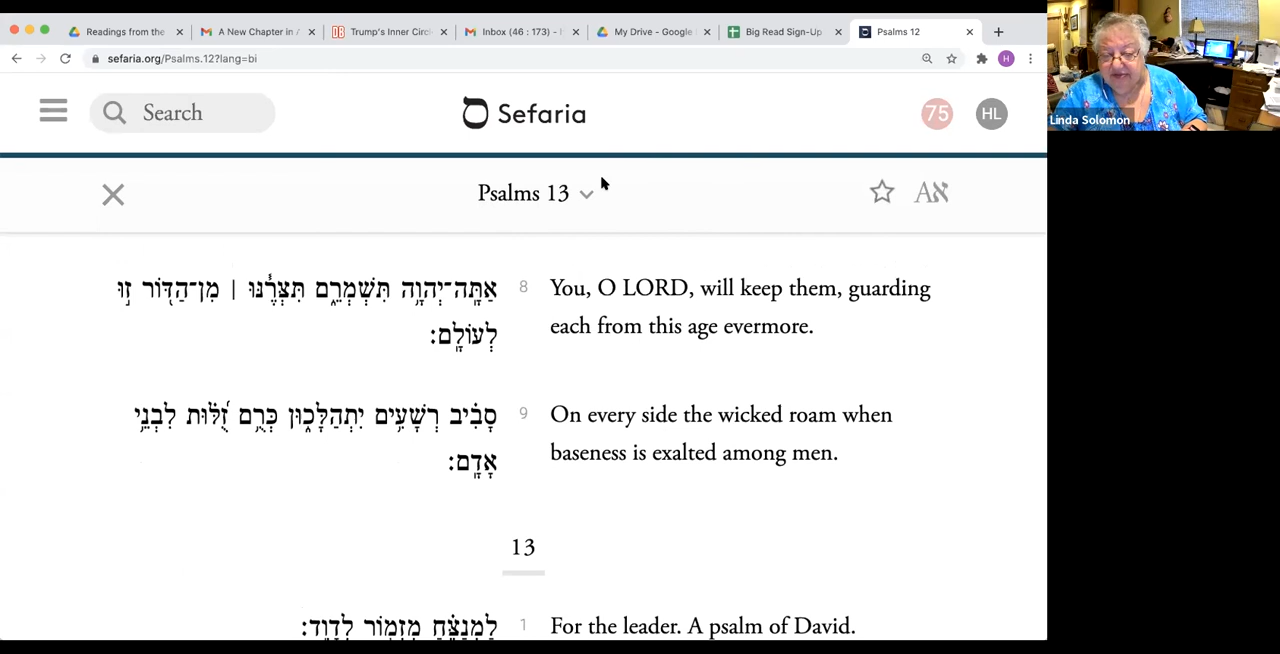 Readings from the
A New Chapter in
Trump's Inner Circ
Inbox (46 : 173) -
My Drive - Google
Big Read Sign-Up
Psalms 12
sefaria.org/Psalms.12?lang=bi
H
Linda Solomon
Search
Sefaria
75
HL
Psalms 13
Aא
אַתָּֽה־יְהוָ֥ה תִּשְׁמְרֵ֑ם תִּצְּרֶ֓נּוּ ׀ מִן־הַדּ֖וֹר ז֣וּ
לְעוֹלָֽם׃
8
You, O LORD, will keep them, guarding
each from this age evermore.
סָבִ֗יב רְשָׁעִ֥ים יִתְהַלָּכ֑וּן כְּרֻ֥ם זֻ֝לּ֗וּת לִבְנֵ֥י
אָדָֽם׃
9
On every side the wicked roam when
baseness is exalted among men.
13
לַמְנַצֵּ֗חַ מִזְמ֥וֹר לְדָוִֽד׃
1
For the leader. A psalm of David.